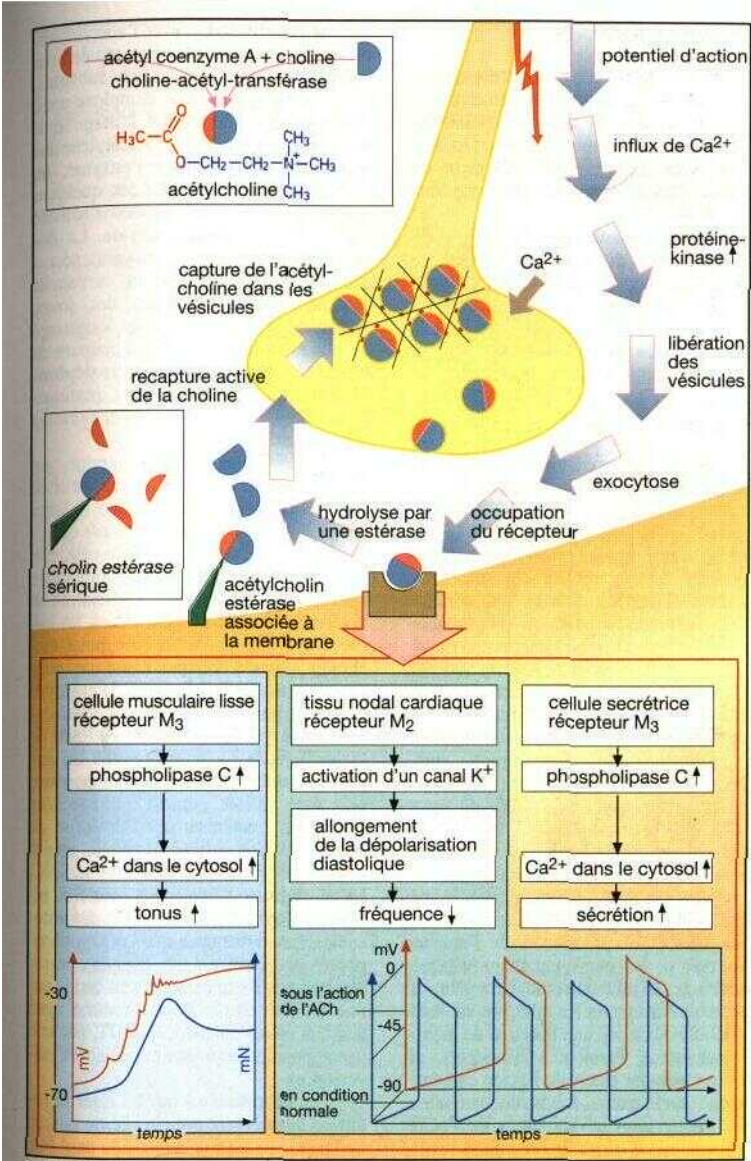 acétyl coenzyme A + choline
choline-acétyl-transférase
O
H₃C—C
O—CH₂—CH₂—N⁺—CH₃
CH₃
CH₃
acétylcholine
potentiel d'action
influx de Ca²⁺
protéine-
kinase ↑
libération
des
vésicules
exocytose
occupation
du récepteur
Ca²⁺
capture de l'acétyl-
choline dans les
vésicules
recapture active
de la choline
hydrolyse par
une estérase
cholin estérase
sérique
acétylcholin
estérase
associée à
la membrane
cellule musculaire lisse
récepteur M₃
phospholipase C ↑
Ca²⁺ dans le cytosol ↑
tonus ↑
-30
-70
mV
mN
temps
tissu nodal cardiaque
récepteur M₂
activation d'un canal K⁺
allongement
de la dépolarisation
diastolique
fréquence ↓
cellule secrétrice
récepteur M₃
phospholipase C ↑
Ca²⁺ dans le cytosol ↑
sécrétion ↑
mV
0
sous l'action
de l'ACh
-45
-90
en condition
normale
temps